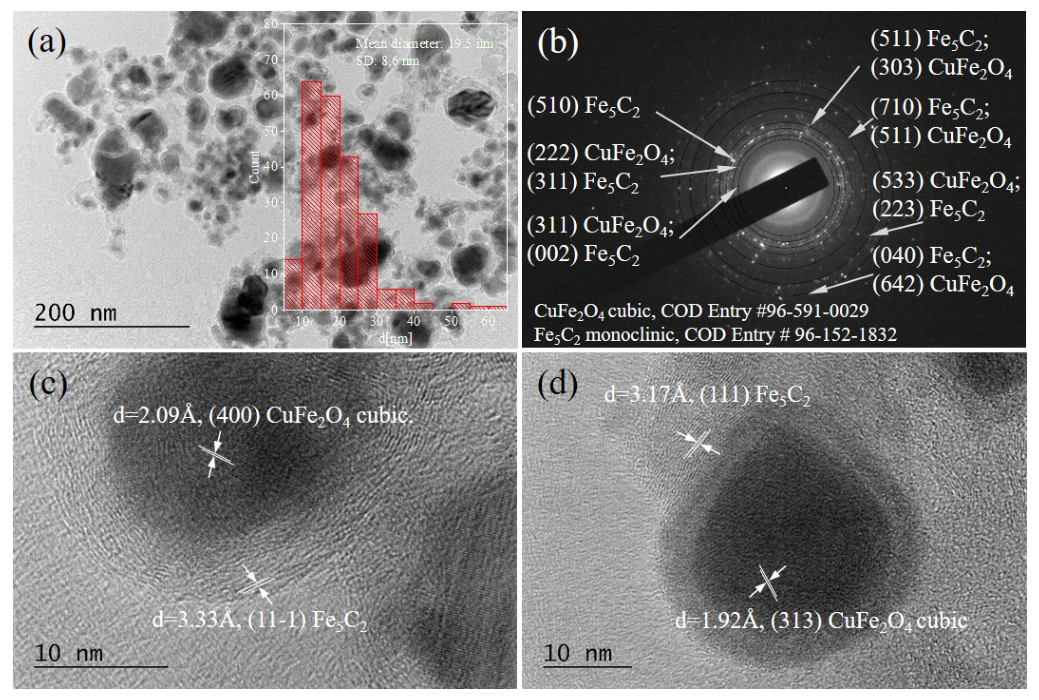 (a)
80
70
60
50
40
30
20
10
0
Count
Mean diameter: 19.5 nm
SD: 8.6 nm
10 20 30 40 50 60
d[nm]
200 nm
(b)
(511) Fe₅C₂;
(303) CuFe₂O₄
(510) Fe₅C₂
(710) Fe₅C₂;
(511) CuFe₂O₄
(222) CuFe₂O₄;
(311) Fe₅C₂
(533) CuFe₂O₄;
(223) Fe₅C₂
(311) CuFe₂O₄;
(002) Fe₅C₂
(040) Fe₅C₂;
(642) CuFe₂O₄
CuFe₂O₄ cubic, COD Entry #96-591-0029
Fe₅C₂ monoclinic, COD Entry # 96-152-1832
(c)
d=2.09Å, (400) CuFe₂O₄ cubic.
d=3.33Å, (11-1) Fe₅C₂
10 nm
(d)
d=3.17Å, (111) Fe₅C₂
d=1.92Å, (313) CuFe₂O₄ cubic
10 nm